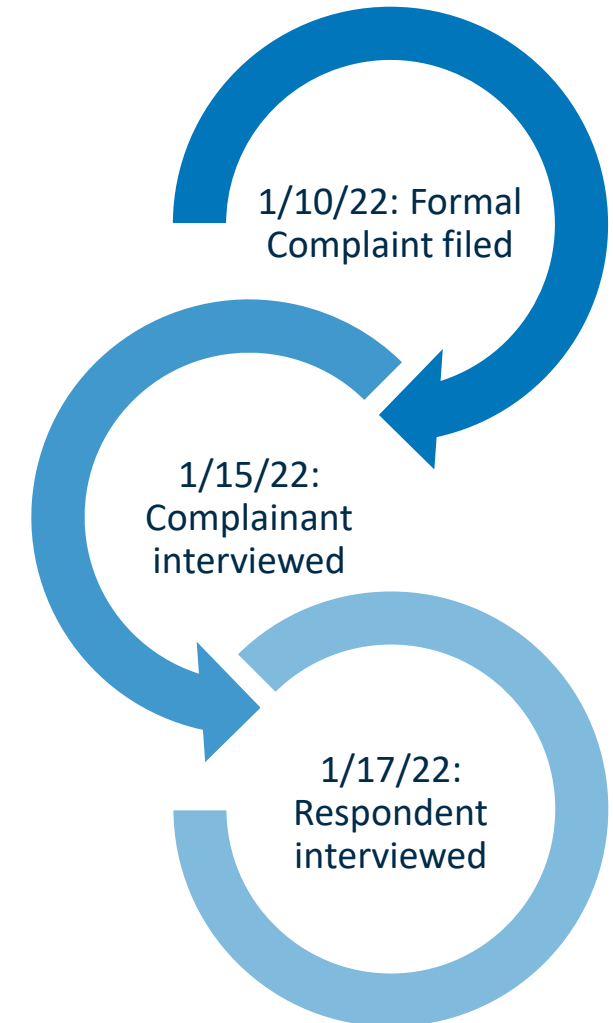 1/10/22: Formal
Complaint filed
1/15/22:
Complainant
interviewed
1/17/22:
Respondent
interviewed